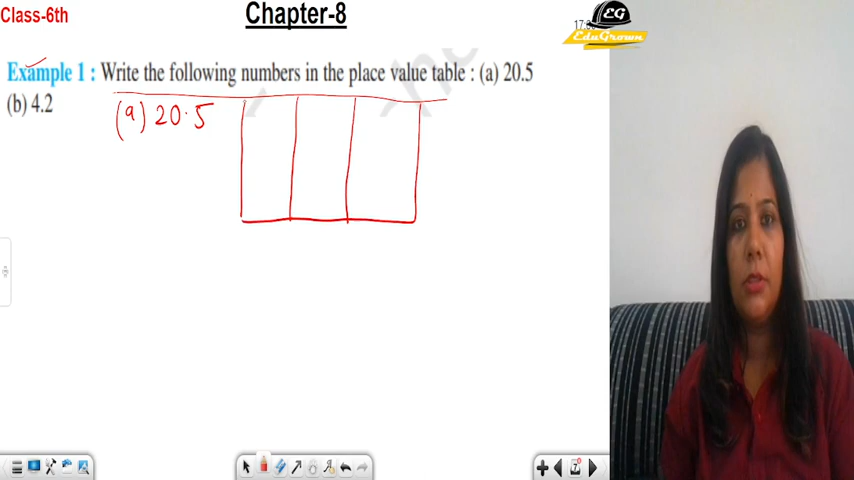 Class-6th
Chapter-8
EG
EduGrown
Example 1 : Write the following numbers in the place value table : (a) 20.5
(b) 4.2
(a) 20.5